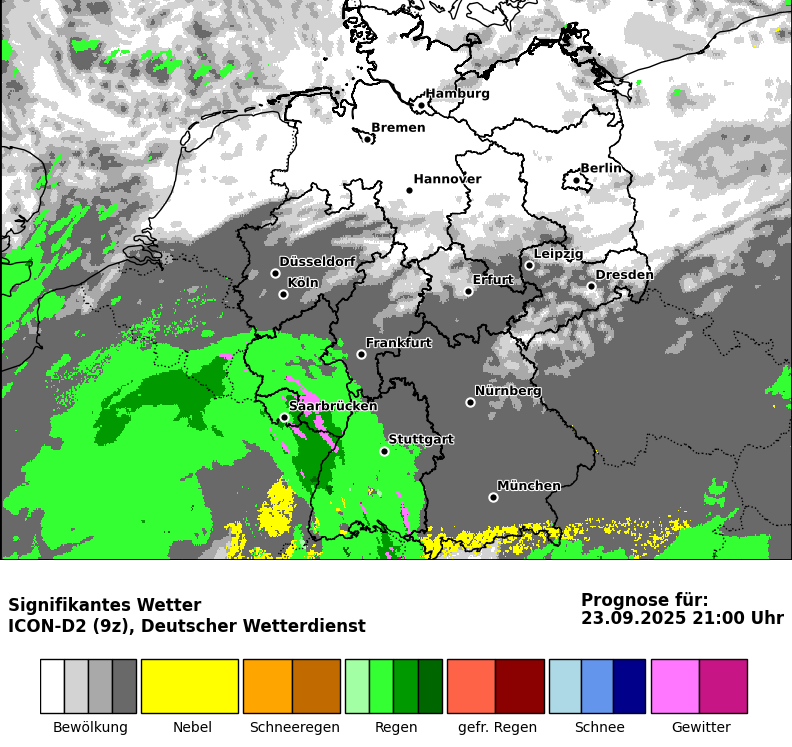 Hamburg
Bremen
Berlin
Hannover
Leipzig
Düsseldorf
Dresden
Erfurt
Köln
Frankfurt
Nürnberg
Saarbrücken
Stuttgart
München
Signifikantes Wetter
ICON-D2 (9z), Deutscher Wetterdienst
Prognose für:
23.09.2025 21:00 Uhr
Bewölkung Nebel Schneeregen Regen gefr. Regen Schnee Gewitter